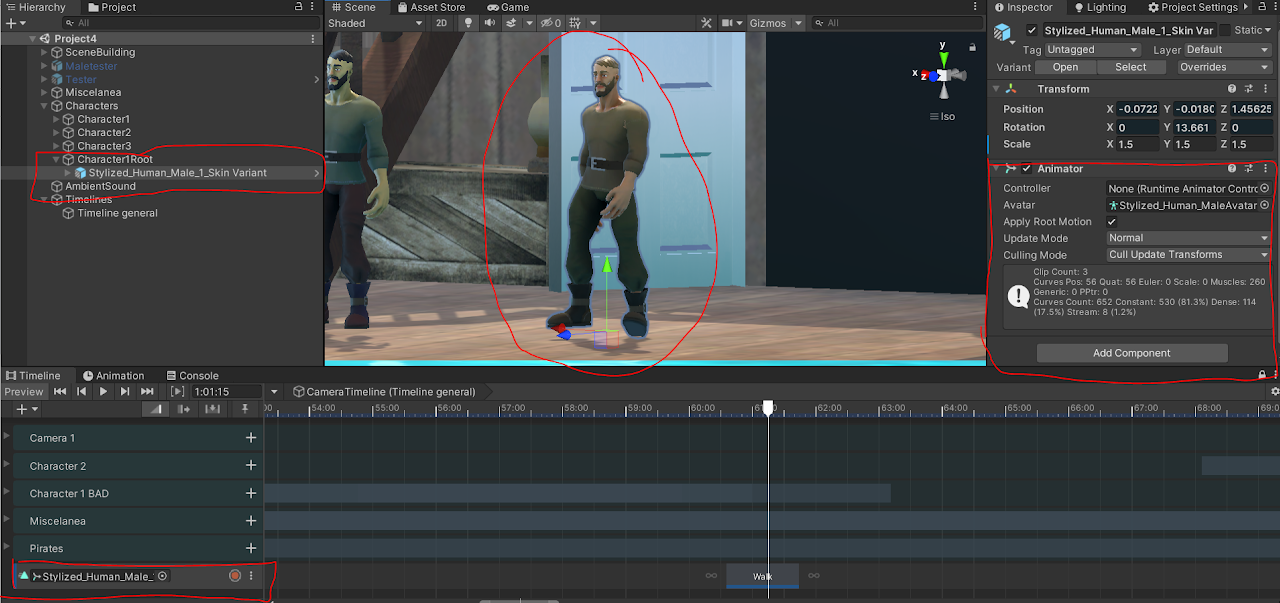 Hierarchy
Project
All
Project4
SceneBuilding
Maletester
Tester
Miscelanea
Characters
Character1
Character2
Character3
Character1Root
Stylized_Human_Male_1_Skin Variant
AmbientSound
Timelines
Timeline general
Scene
Asset Store
Game
Shaded
2D
0
Gizmos
All
y
x
z
Iso
Inspector
Lighting
Project Settings
Stylized_Human_Male_1_Skin Var
Static
Tag Untagged
Layer Default
Variant
Open
Select
Overrides
Transform
Position X -0.0722 Y -0.0180 Z 1.45625
Rotation X 0 Y 13.661 Z 0
Scale X 1.5 Y 1.5 Z 1.5
Animator
Controller None (Runtime Animator Contro
Avatar Stylized_Human_MaleAvatar
Apply Root Motion
Update Mode Normal
Culling Mode Cull Update Transforms
Clip Count: 3
Curves Pos: 56 Quat: 56 Euler: 0 Scale: 0 Muscles: 260
Generic: 0 PPtr: 0
Curves Count: 652 Constant: 530 (81.3%) Dense: 114
(17.5%) Stream: 8 (1.2%)
Add Component
Timeline
Animation
Console
Preview
1:01:15
CameraTimeline (Timeline general)
:00 54:00 55:00 56:00 57:00 58:00 59:00 60:00 62:00 63:00 64:00 65:00 66:00 67:00 68:00 69:0
Camera 1
Character 2
Character 1 BAD
Miscelanea
Pirates
Stylized_Human_Male_
Walk